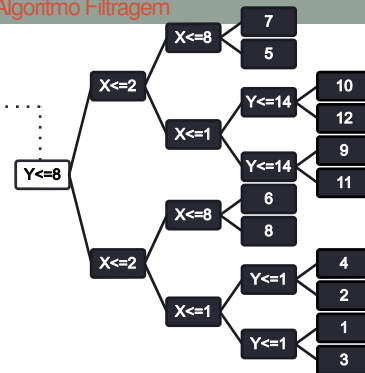 Algoritmo Filtragem
7
X<=8
5
X<=2
10
Y<=14
12
X<=1
9
Y<=14
11
Y<=8
6
X<=8
8
X<=2
4
Y<=1
2
X<=1
1
Y<=1
3